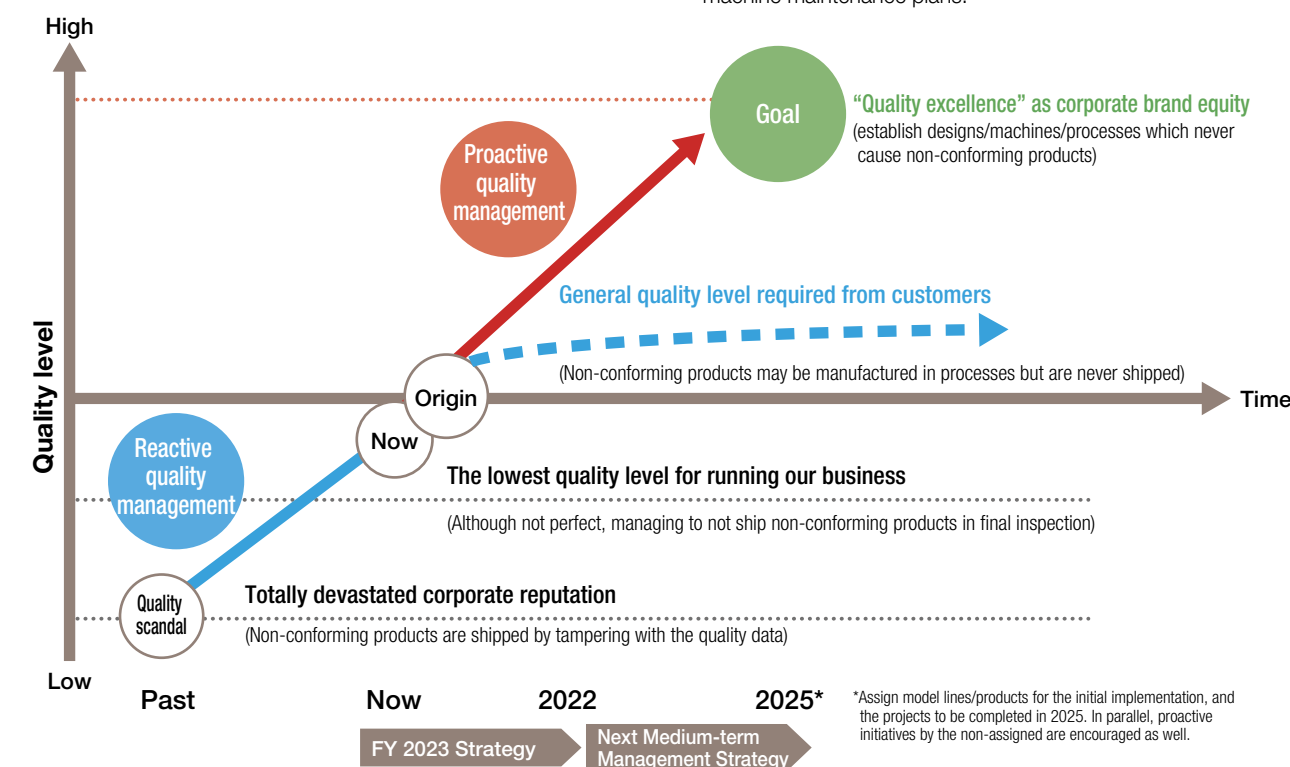 machine maintenance plans.
High
Goal
“Quality excellence” as corporate brand equity
(establish designs/machines/processes which never
cause non-conforming products)
Proactive
quality
management
General quality level required from customers
(Non-conforming products may be manufactured in processes but are never shipped)
Quality level
Origin
Time
Now
Reactive
quality
management
The lowest quality level for running our business
(Although not perfect, managing to not ship non-conforming products in final inspection)
Quality
scandal
Totally devastated corporate reputation
(Non-conforming products are shipped by tampering with the quality data)
Low
Past
Now
2022
2025*
FY 2023 Strategy
Next Medium-term
Management Strategy
*Assign model lines/products for the initial implementation, and
the projects to be completed in 2025. In parallel, proactive
initiatives by the non-assigned are encouraged as well.